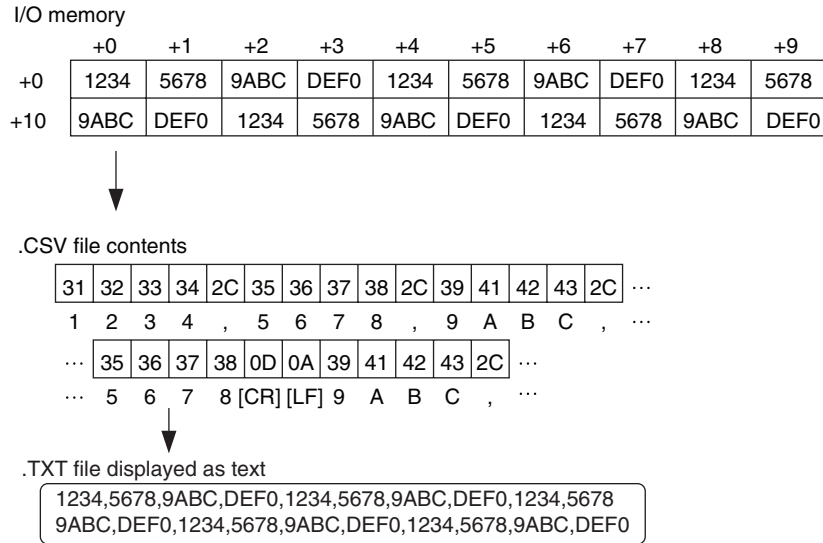 I/O memory
+0 +1 +2 +3 +4 +5 +6 +7 +8 +9
+0 1234 5678 9ABC DEF0 1234 5678 9ABC DEF0 1234 5678
+10 9ABC DEF0 1234 5678 9ABC DEF0 1234 5678 9ABC DEF0
.CSV file contents
31 32 33 34 2C 35 36 37 38 2C 39 41 42 43 2C ...
1 2 3 4 , 5 6 7 8 , 9 A B C , ...
... 35 36 37 38 0D 0A 39 41 42 43 2C ...
... 5 6 7 8 [CR] [LF] 9 A B C , ...
.TXT file displayed as text
1234,5678,9ABC,DEF0,1234,5678,9ABC,DEF0,1234,5678
9ABC,DEF0,1234,5678,9ABC,DEF0,1234,5678,9ABC,DEF0